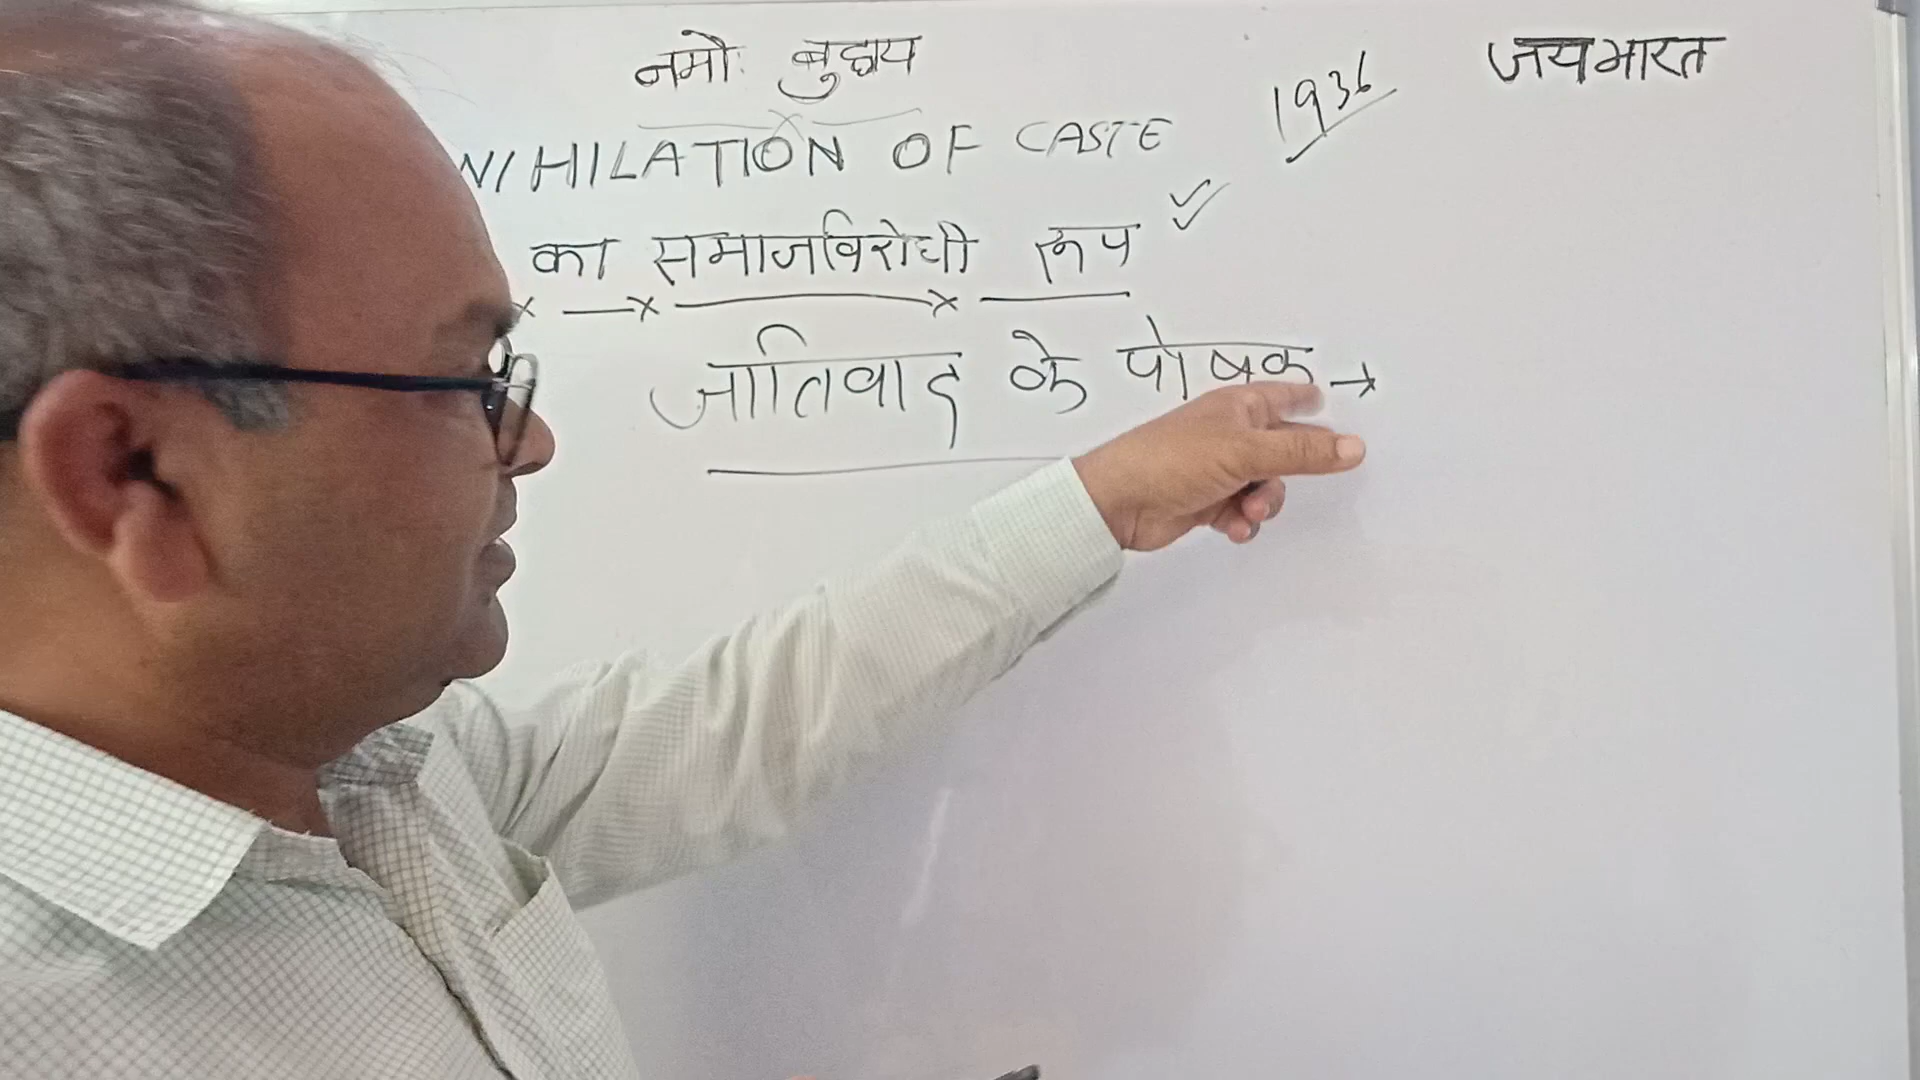 नमोः बुद्धाय
1936
जयभारत
NIHILATION OF CASTE
का समाजविरोधी रूप
जातिवाद के पोषक →